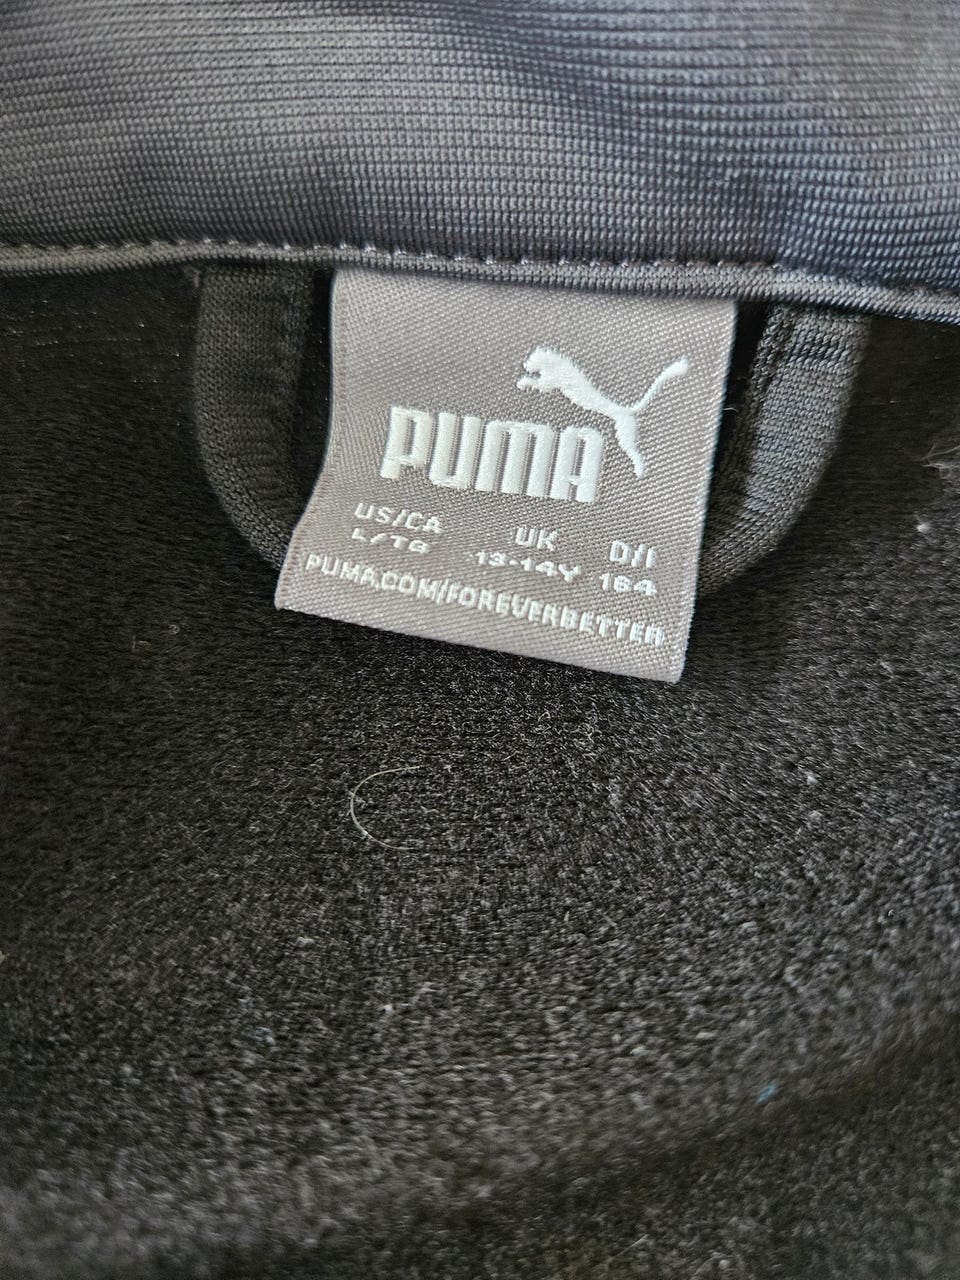 PUMA
US/CA UK D/I
L/TG 13-14Y 164
PUMA.COM/FOREVERBETTER